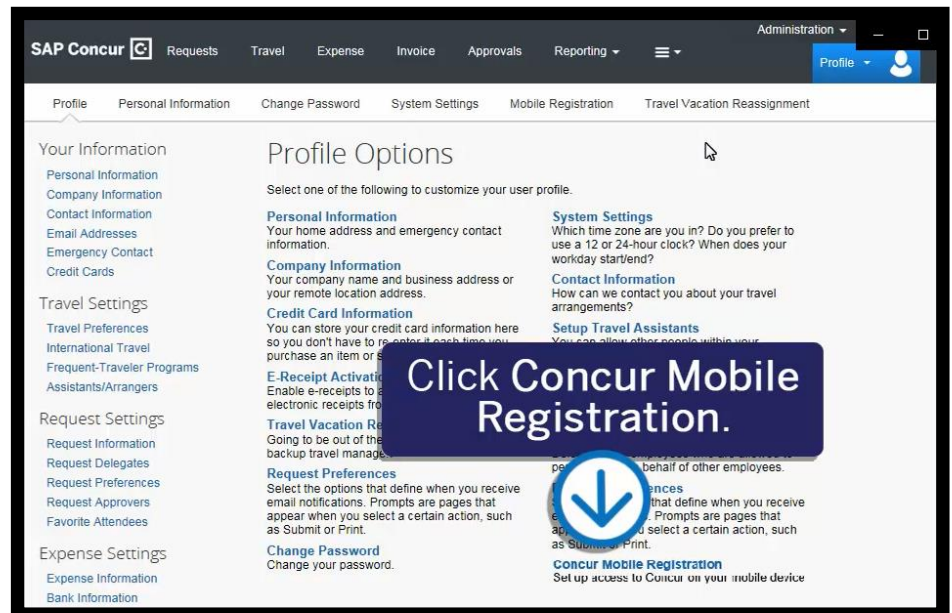 Administration
SAP Concur C Requests Travel Expense Invoice Approvals Reporting
Profile
Profile Personal Information Change Password System Settings Mobile Registration Travel Vacation Reassignment
Your Information
Personal Information
Company Information
Contact Information
Email Addresses
Emergency Contact
Credit Cards
Travel Settings
Travel Preferences
International Travel
Frequent-Traveler Programs
Assistants/Arrangers
Request Settings
Request Information
Request Delegates
Request Preferences
Request Approvers
Favorite Attendees
Expense Settings
Expense Information
Bank Information
Profile Options
Select one of the following to customize your user profile.
Personal Information
Your home address and emergency contact
information.
Company Information
Your company name and business address or
your remote location address.
Credit Card Information
You can store your credit card information here
so you don't have to re-enter it each time you
purchase an item or
E-Receipt
Enable e-receipts to
electronic receipts
Travel Vacation
Going to be out of the
backup travel
Request Preferences
Select the options that define when you receive
email notifications. Prompts are pages that
appear when you select a certain action, such
as Submit or Print.
Change Password
Change your password.
System Settings
Which time zone are you in? Do you prefer to
use a 12 or 24-hour clock? When does your
workday start/end?
Contact Information
How can we contact you about your travel
arrangements?
Setup Travel Assistants
You can allow other people within your
Click Concur Mobile
Registration.
behalf of other employees.
that define when you receive
Prompts are pages that
select a certain action, such
as Submit or Print.
Concur Mobile Registration
Set up access to Concur on your mobile device